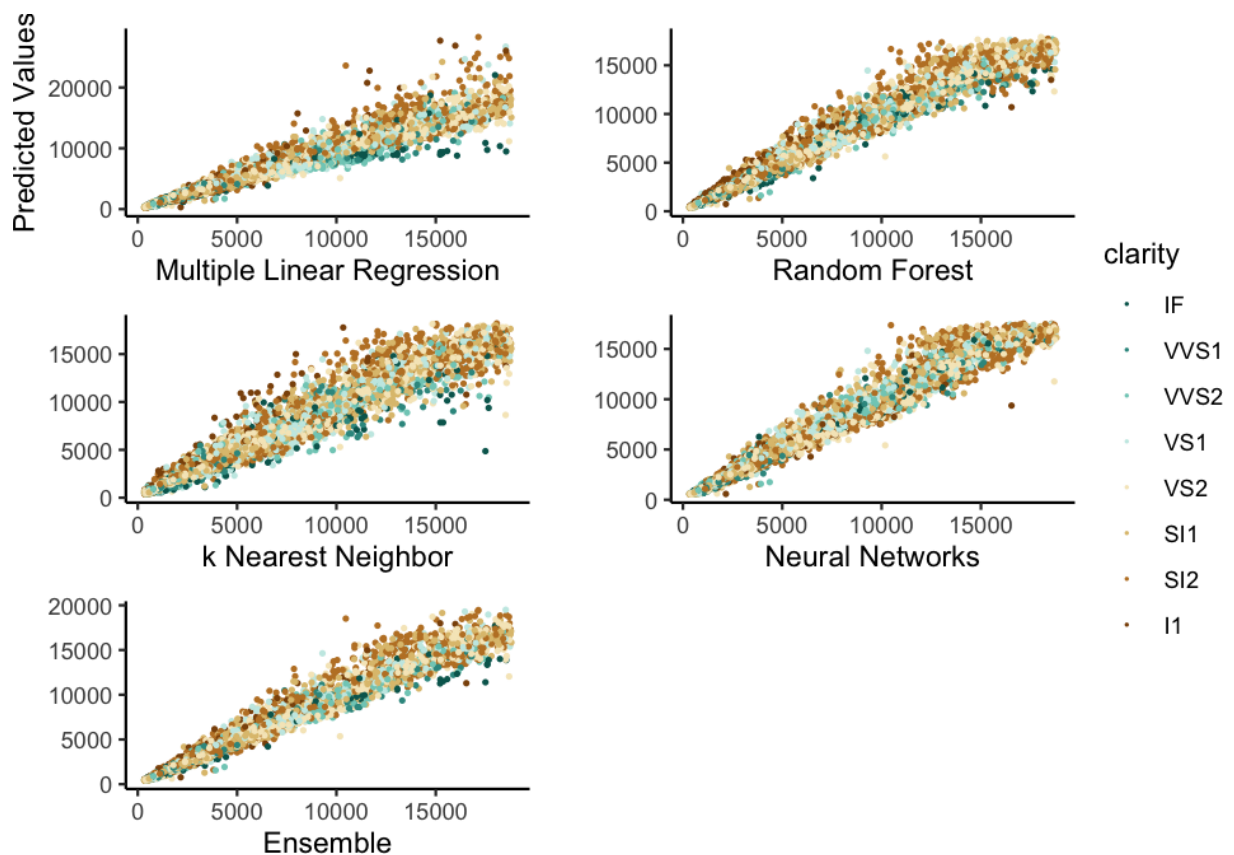 Predicted Values
20000
10000
0
0 5000 10000 15000
Multiple Linear Regression
15000
10000
5000
0
0 5000 10000 15000
Random Forest
15000
10000
5000
0
0 5000 10000 15000
k Nearest Neighbor
15000
10000
5000
0
0 5000 10000 15000
Neural Networks
20000
15000
10000
5000
0
0 5000 10000 15000
Ensemble
clarity
IF
VVS1
VVS2
VS1
VS2
SI1
SI2
I1